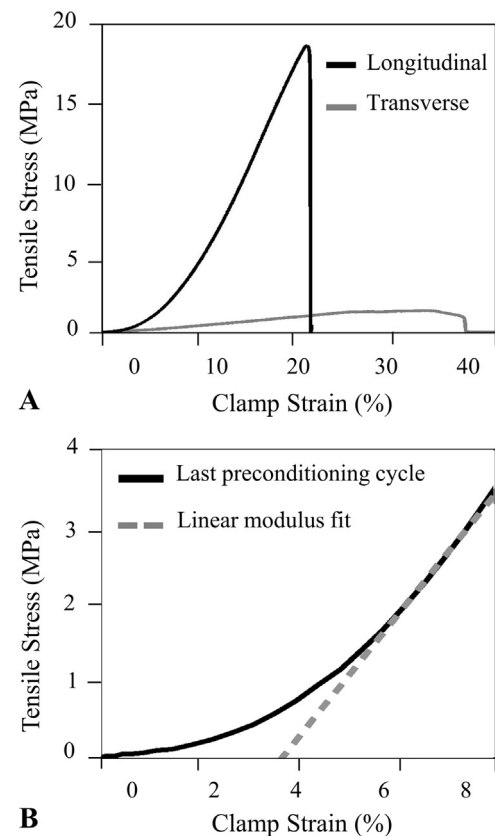 20
15
10
5
0
Tensile Stress (MPa)
Longitudinal
Transverse
0 10 20 30 40
Clamp Strain (%)
A
4
3
2
1
0
Tensile Stress (MPa)
Last preconditioning cycle
Linear modulus fit
0 2 4 6 8
Clamp Strain (%)
B